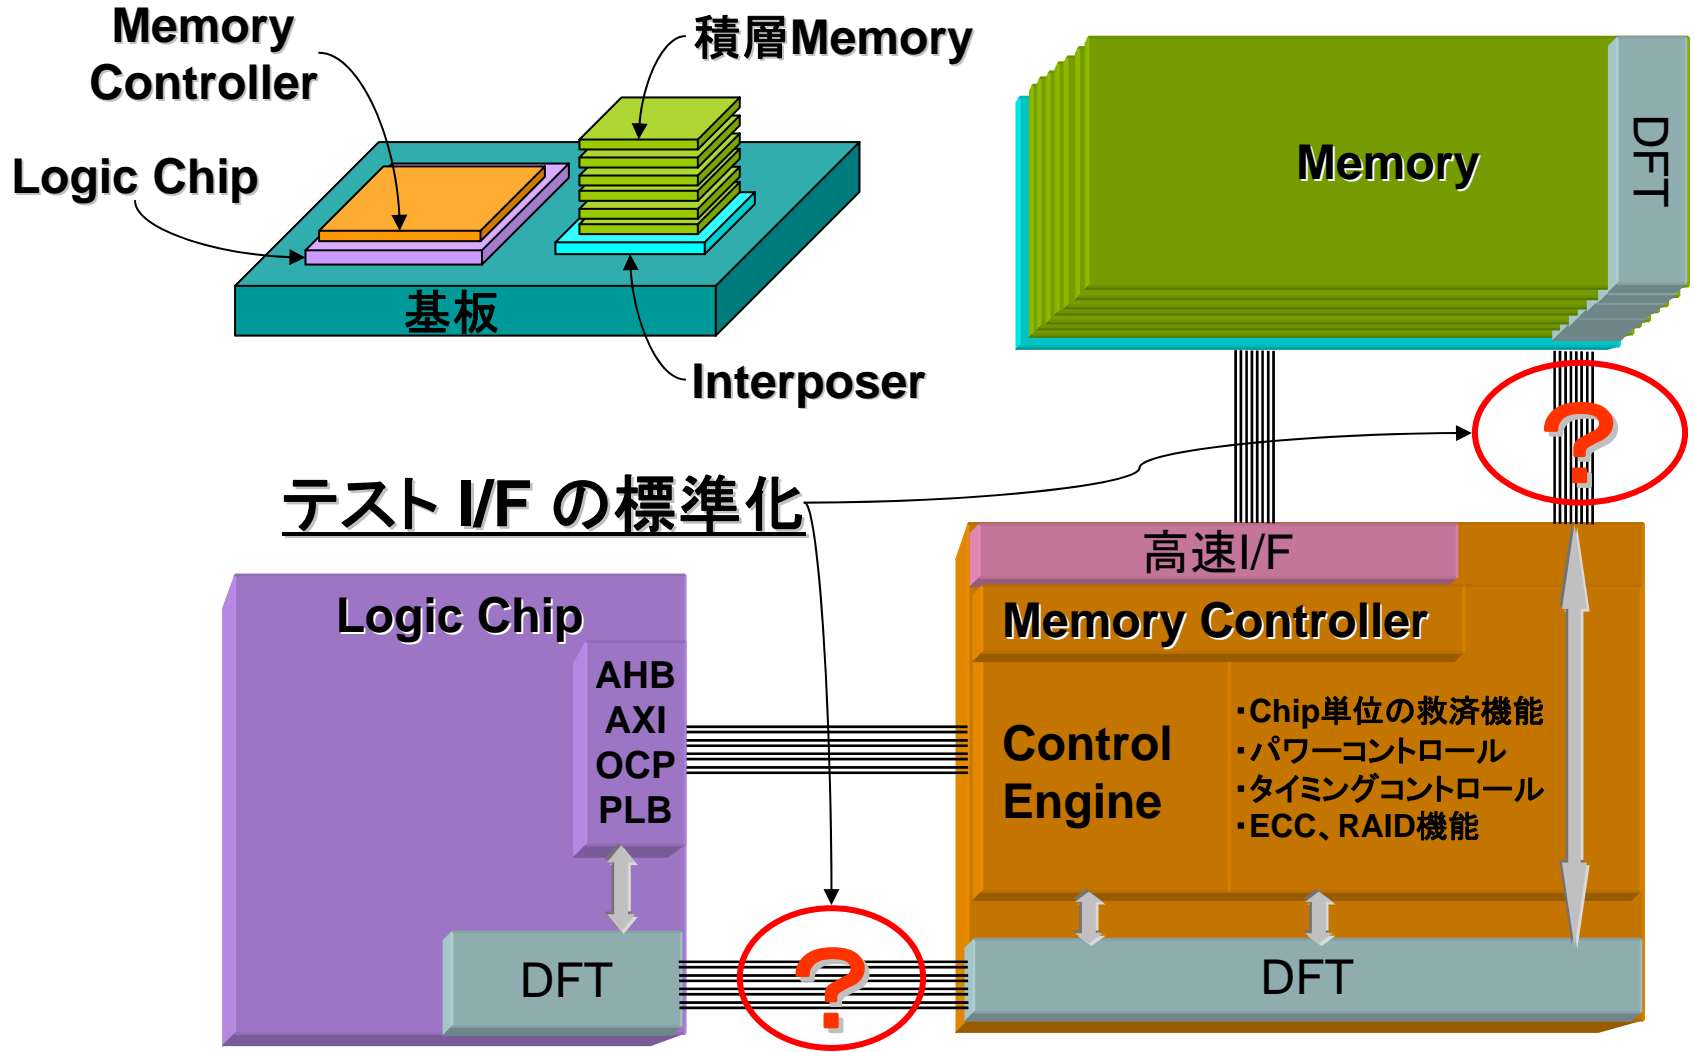 Memory
Controller
積層Memory
Logic Chip
基板
Interposer
Memory
DFT
?
テスト I/F の標準化
高速I/F
Logic Chip
Memory Controller
AHB
AXI
OCP
PLB
Control
Engine
・Chip単位の救済機能
・パワーコントロール
・タイミングコントロール
・ECC、RAID機能
DFT
?
DFT